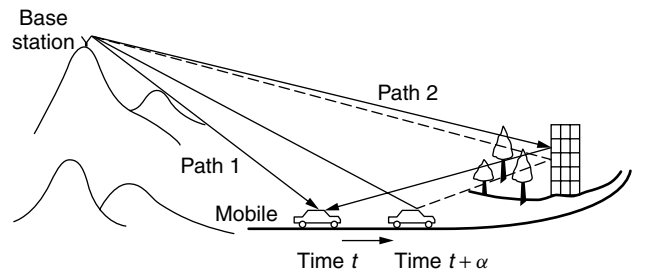 Base
station
Path 2
Path 1
Mobile
Time t
Time t + α